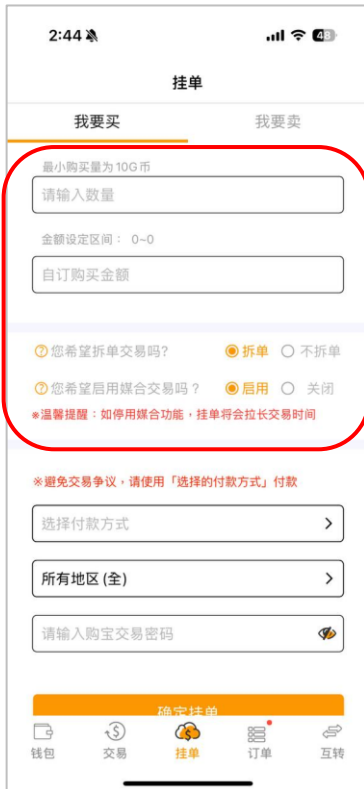 2:44
48
挂单
我要买 我要卖
最小购买量为10G币
请输入数量
金额设定区间： 0~0
自订购买金额
您希望拆单交易吗? 拆单 不拆单
您希望启用媒合交易吗？ 启用 关闭
※温馨提醒：如停用媒合功能，挂单将会拉长交易时间
※避免交易争议，请使用「选择的付款方式」付款
选择付款方式
所有地区 (全)
请输入购宝交易密码
确定挂单
钱包 交易 挂单 订单 互转